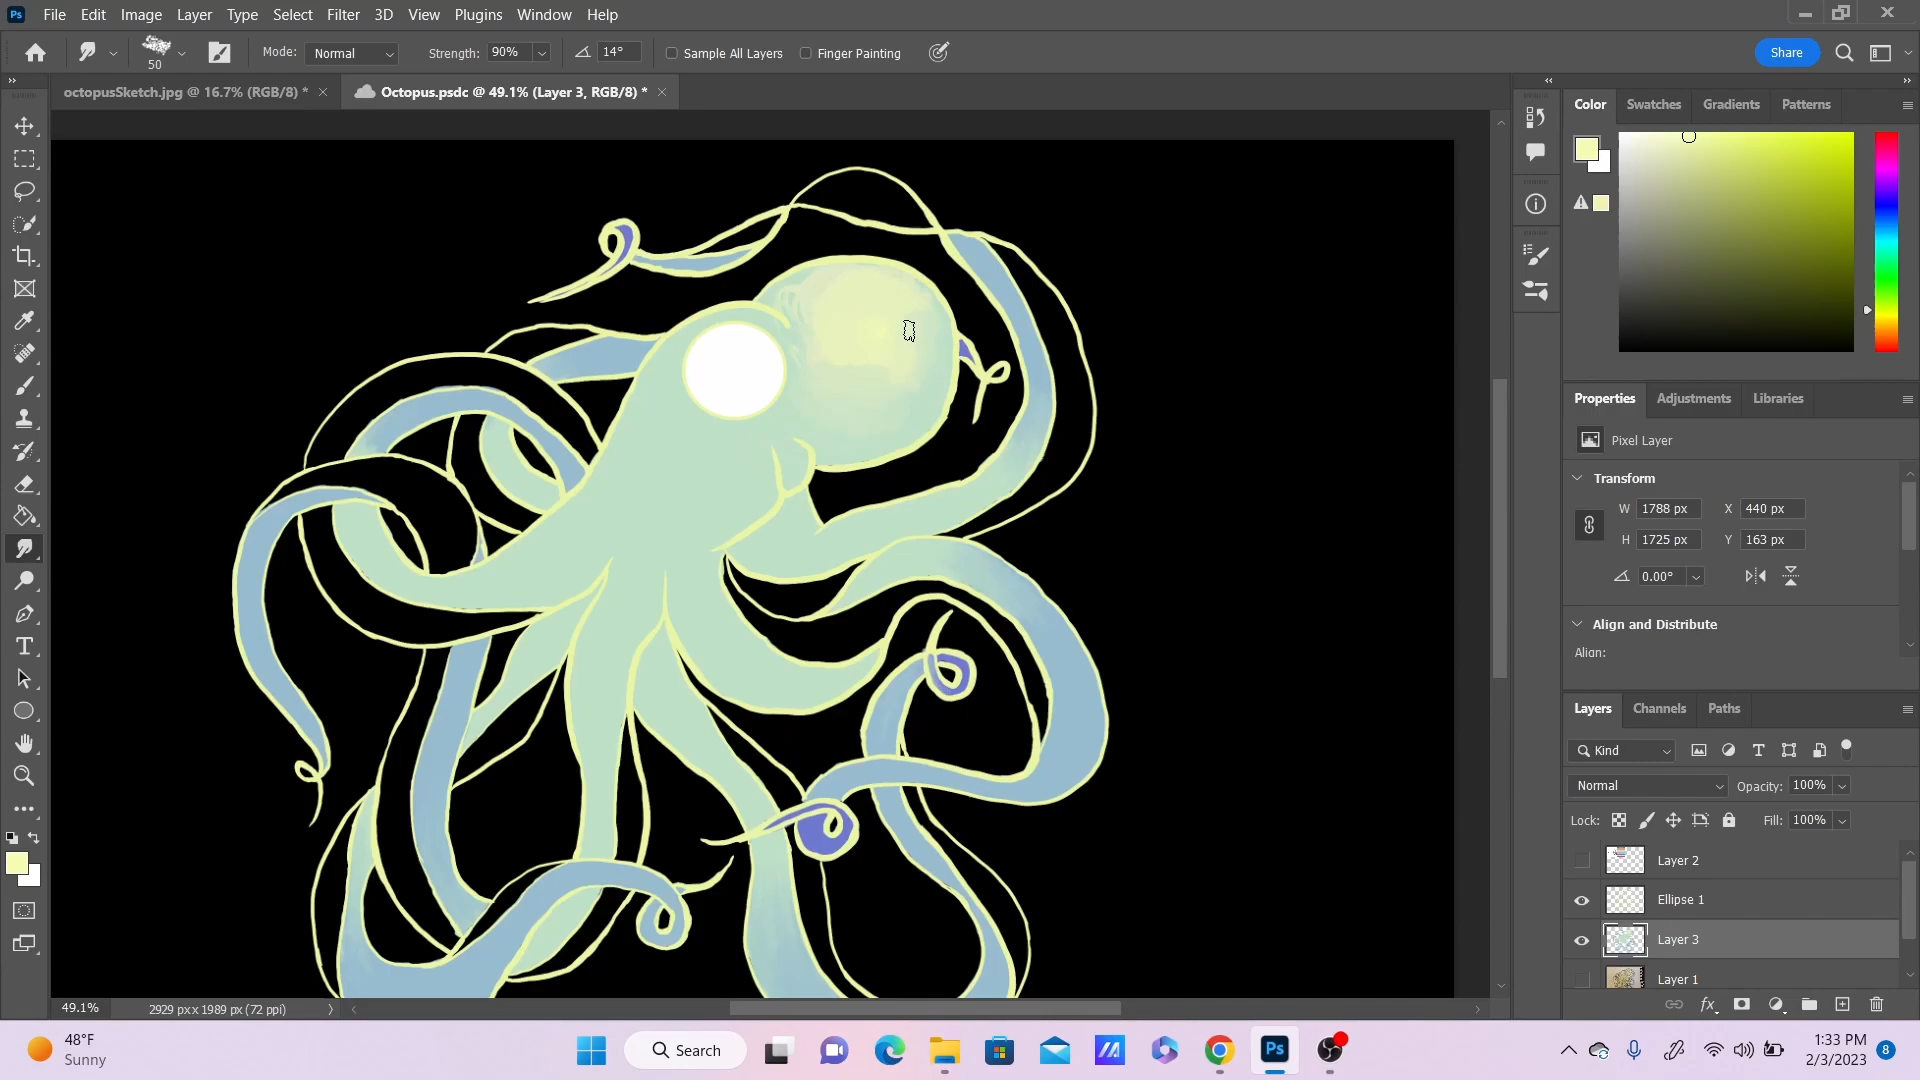 Ps File Edit Image Layer Type Select Filter 3D View Plugins Window Help
50 Mode: Normal Strength: 90% 14° Sample All Layers Finger Painting Share
octopusSketch.jpg @ 16.7% (RGB/8) * Octopus.psdc @ 49.1% (Layer 3, RGB/8) *
Color Swatches Gradients Patterns
Properties Adjustments Libraries
Pixel Layer
Transform
W 1788 px X 440 px
H 1725 px Y 163 px
0.00°
Align and Distribute
Align:
Layers Channels Paths
Kind
Normal Opacity: 100%
Lock: Fill: 100%
Layer 2
Ellipse 1
Layer 3
Layer 1
49.1% 2929 px x 1989 px (72 ppi)
48°F
Sunny
Search
Ps
1:33 PM
2/3/2023
8